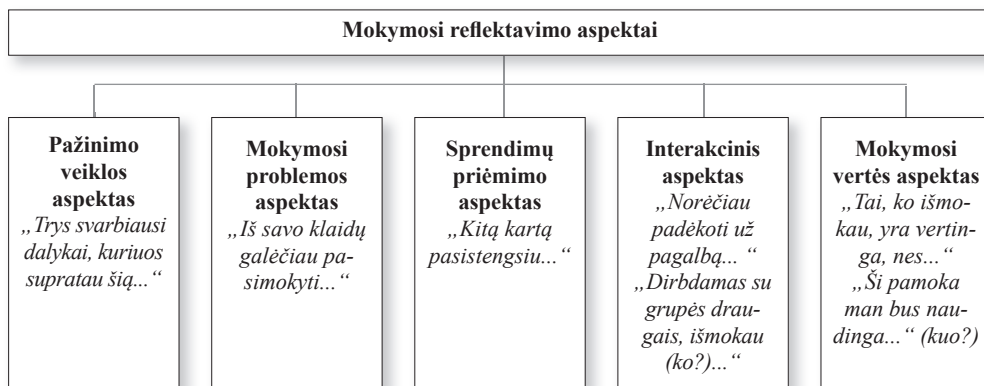 Mokymosi reflektavimo aspektai
Pažinimo
veiklos
aspektas
„Trys svarbiausi
dalykai, kuriuos
supratau šią...“
Mokymosi
problemos
aspektas
„Iš savo klaidų
galėčiau pa-
simokyti...“
Sprendimų
priėmimo
aspektas
„Kitą kartą
pasistengsiu...“
Interakcinis
aspektas
„Norėčiau
padėkoti už
pagalbą... “
„Dirbdamas su
grupės drau-
gais, išmokau
(ko?)...“
Mokymosi
vertės aspektas
„Tai, ko išmo-
kau, yra vertin-
ga, nes...“
„Ši pamoka
man bus nau-
dinga...“ (kuo?)